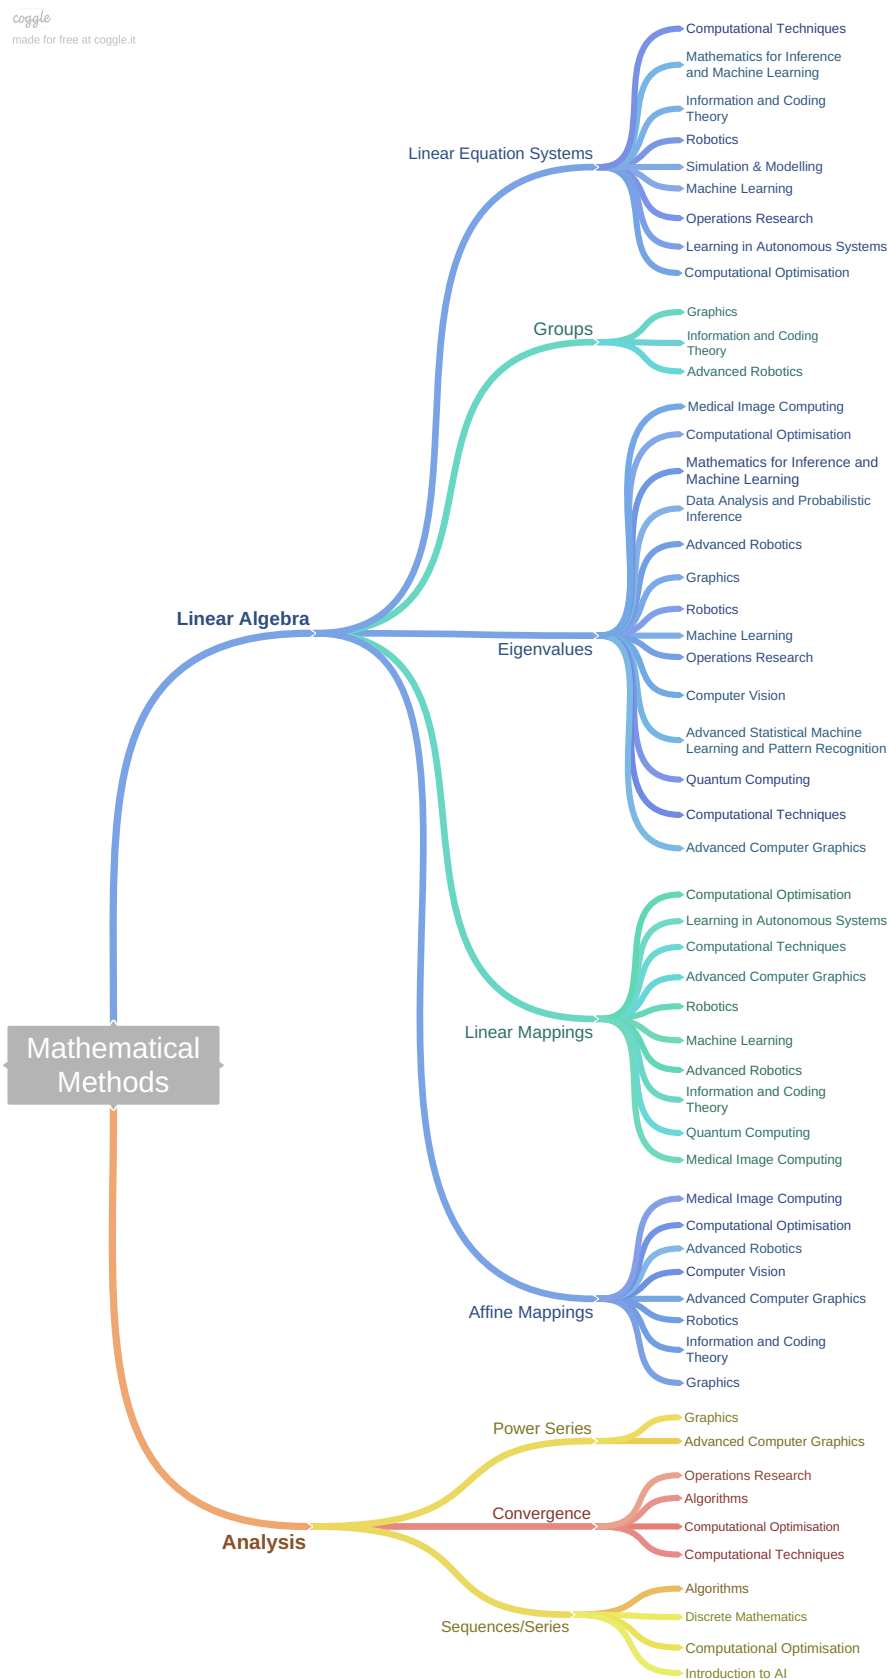 coggle
made for free at coggle.it
Mathematical
Methods
Linear Algebra
Linear Equation Systems
Computational Techniques
Mathematics for Inference
and Machine Learning
Information and Coding
Theory
Robotics
Simulation & Modelling
Machine Learning
Operations Research
Learning in Autonomous Systems
Computational Optimisation
Groups
Graphics
Information and Coding
Theory
Advanced Robotics
Eigenvalues
Medical Image Computing
Computational Optimisation
Mathematics for Inference and
Machine Learning
Data Analysis and Probabilistic
Inference
Advanced Robotics
Graphics
Robotics
Machine Learning
Operations Research
Computer Vision
Advanced Statistical Machine
Learning and Pattern Recognition
Quantum Computing
Computational Techniques
Advanced Computer Graphics
Linear Mappings
Computational Optimisation
Learning in Autonomous Systems
Computational Techniques
Advanced Computer Graphics
Robotics
Machine Learning
Advanced Robotics
Information and Coding
Theory
Quantum Computing
Medical Image Computing
Affine Mappings
Medical Image Computing
Computational Optimisation
Advanced Robotics
Computer Vision
Advanced Computer Graphics
Robotics
Information and Coding
Theory
Graphics
Analysis
Power Series
Graphics
Advanced Computer Graphics
Convergence
Operations Research
Algorithms
Computational Optimisation
Computational Techniques
Sequences/Series
Algorithms
Discrete Mathematics
Computational Optimisation
Introduction to AI